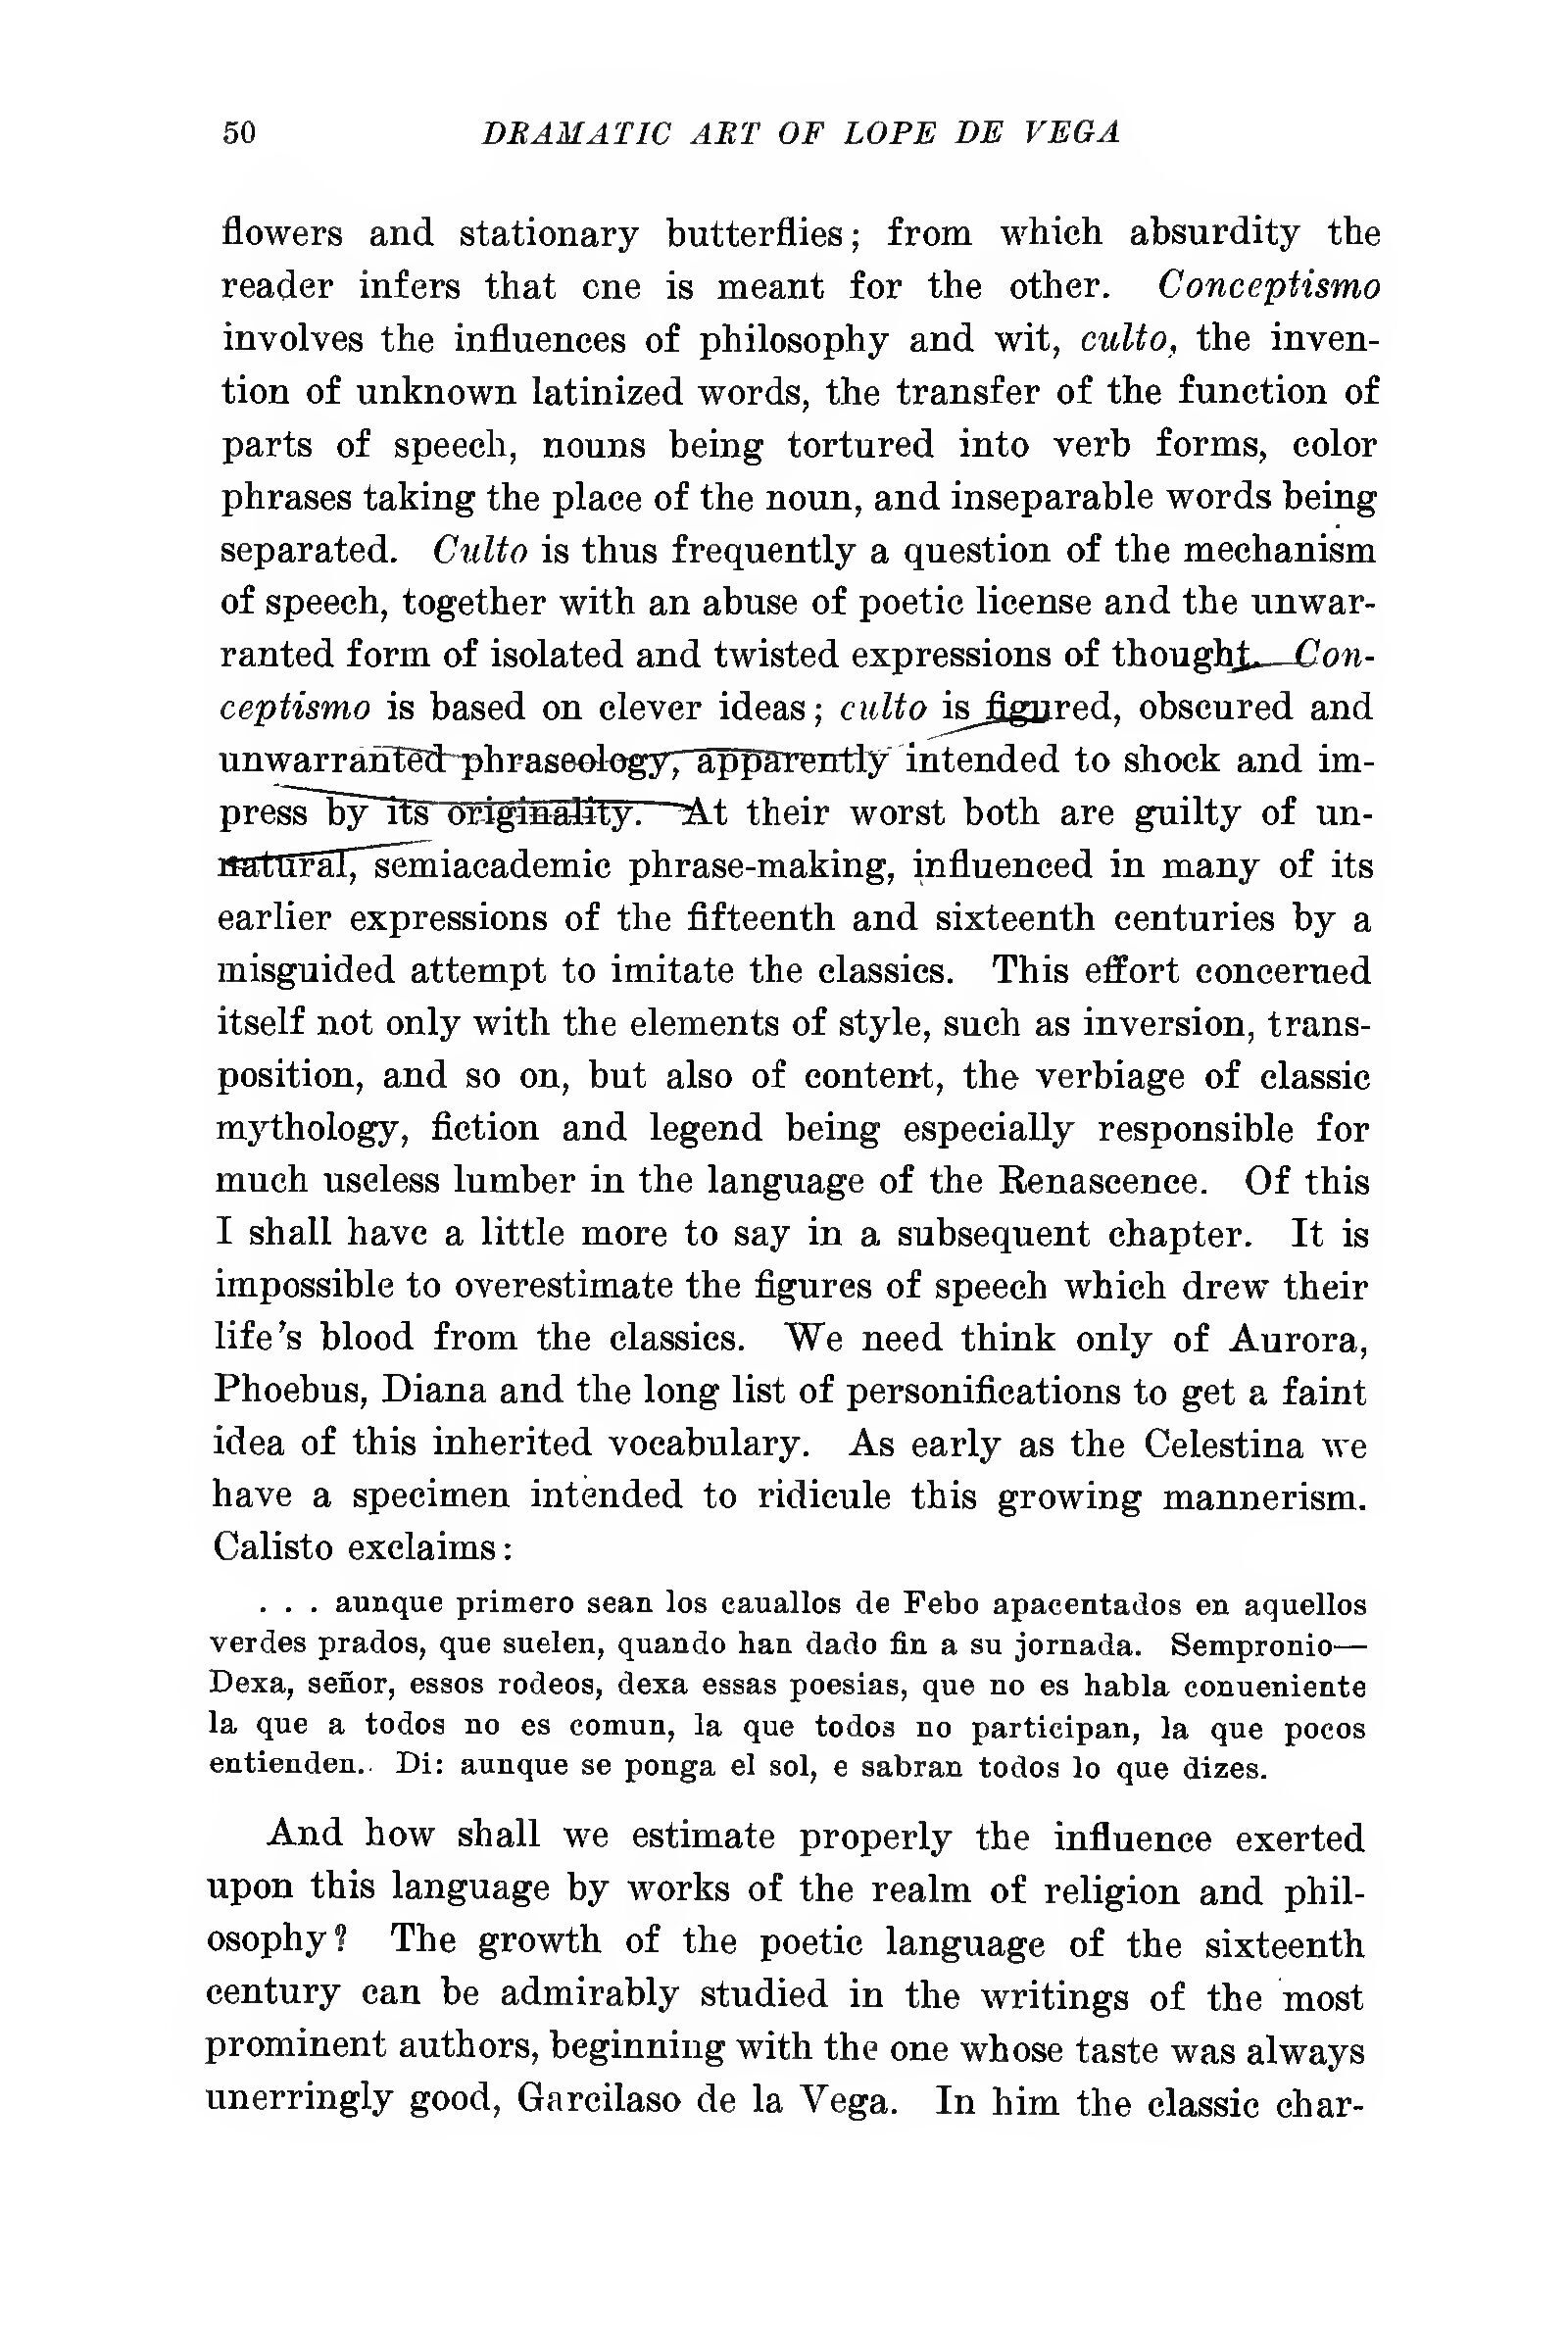 50 DRAMATIC ART OF LOPE DE VEGA
flowers and stationary butterflies; from which absurdity the
reader infers that one is meant for the other. Conceptismo
involves the influences of philosophy and wit, culto, the inven-
tion of unknown latinized words, the transfer of the function of
parts of speech, nouns being tortured into verb forms, color
phrases taking the place of the noun, and inseparable words being
separated. Culto is thus frequently a question of the mechanism
of speech, together with an abuse of poetic license and the unwar-
ranted form of isolated and twisted expressions of thought. Con-
ceptismo is based on clever ideas; culto is figured, obscured and
unwarranted phraseology, apparently intended to shock and im-
press by its originality. At their worst both are guilty of un-
natural, semiacademic phrase-making, influenced in many of its
earlier expressions of the fifteenth and sixteenth centuries by a
misguided attempt to imitate the classics. This effort concerned
itself not only with the elements of style, such as inversion, trans-
position, and so on, but also of content, the verbiage of classic
mythology, fiction and legend being especially responsible for
much useless lumber in the language of the Renascence. Of this
I shall have a little more to say in a subsequent chapter. It is
impossible to overestimate the figures of speech which drew their
life's blood from the classics. We need think only of Aurora,
Phoebus, Diana and the long list of personifications to get a faint
idea of this inherited vocabulary. As early as the Celestina we
have a specimen intended to ridicule this growing mannerism.
Calisto exclaims:
. . . aunque primero sean los cauallos de Febo apacentados en aquellos
verdes prados, que suelen, quando han dado fin a su jornada. Sempronio—
Dexa, señor, essos rodeos, dexa essas poesias, que no es habla conueniente
la que a todos no es comun, la que todos no participan, la que pocos
entienden. Di: aunque se ponga el sol, e sabran todos lo que dizes.
And how shall we estimate properly the influence exerted
upon this language by works of the realm of religion and phil-
osophy? The growth of the poetic language of the sixteenth
century can be admirably studied in the writings of the most
prominent authors, beginning with the one whose taste was always
unerringly good, Garcilaso de la Vega. In him the classic char-